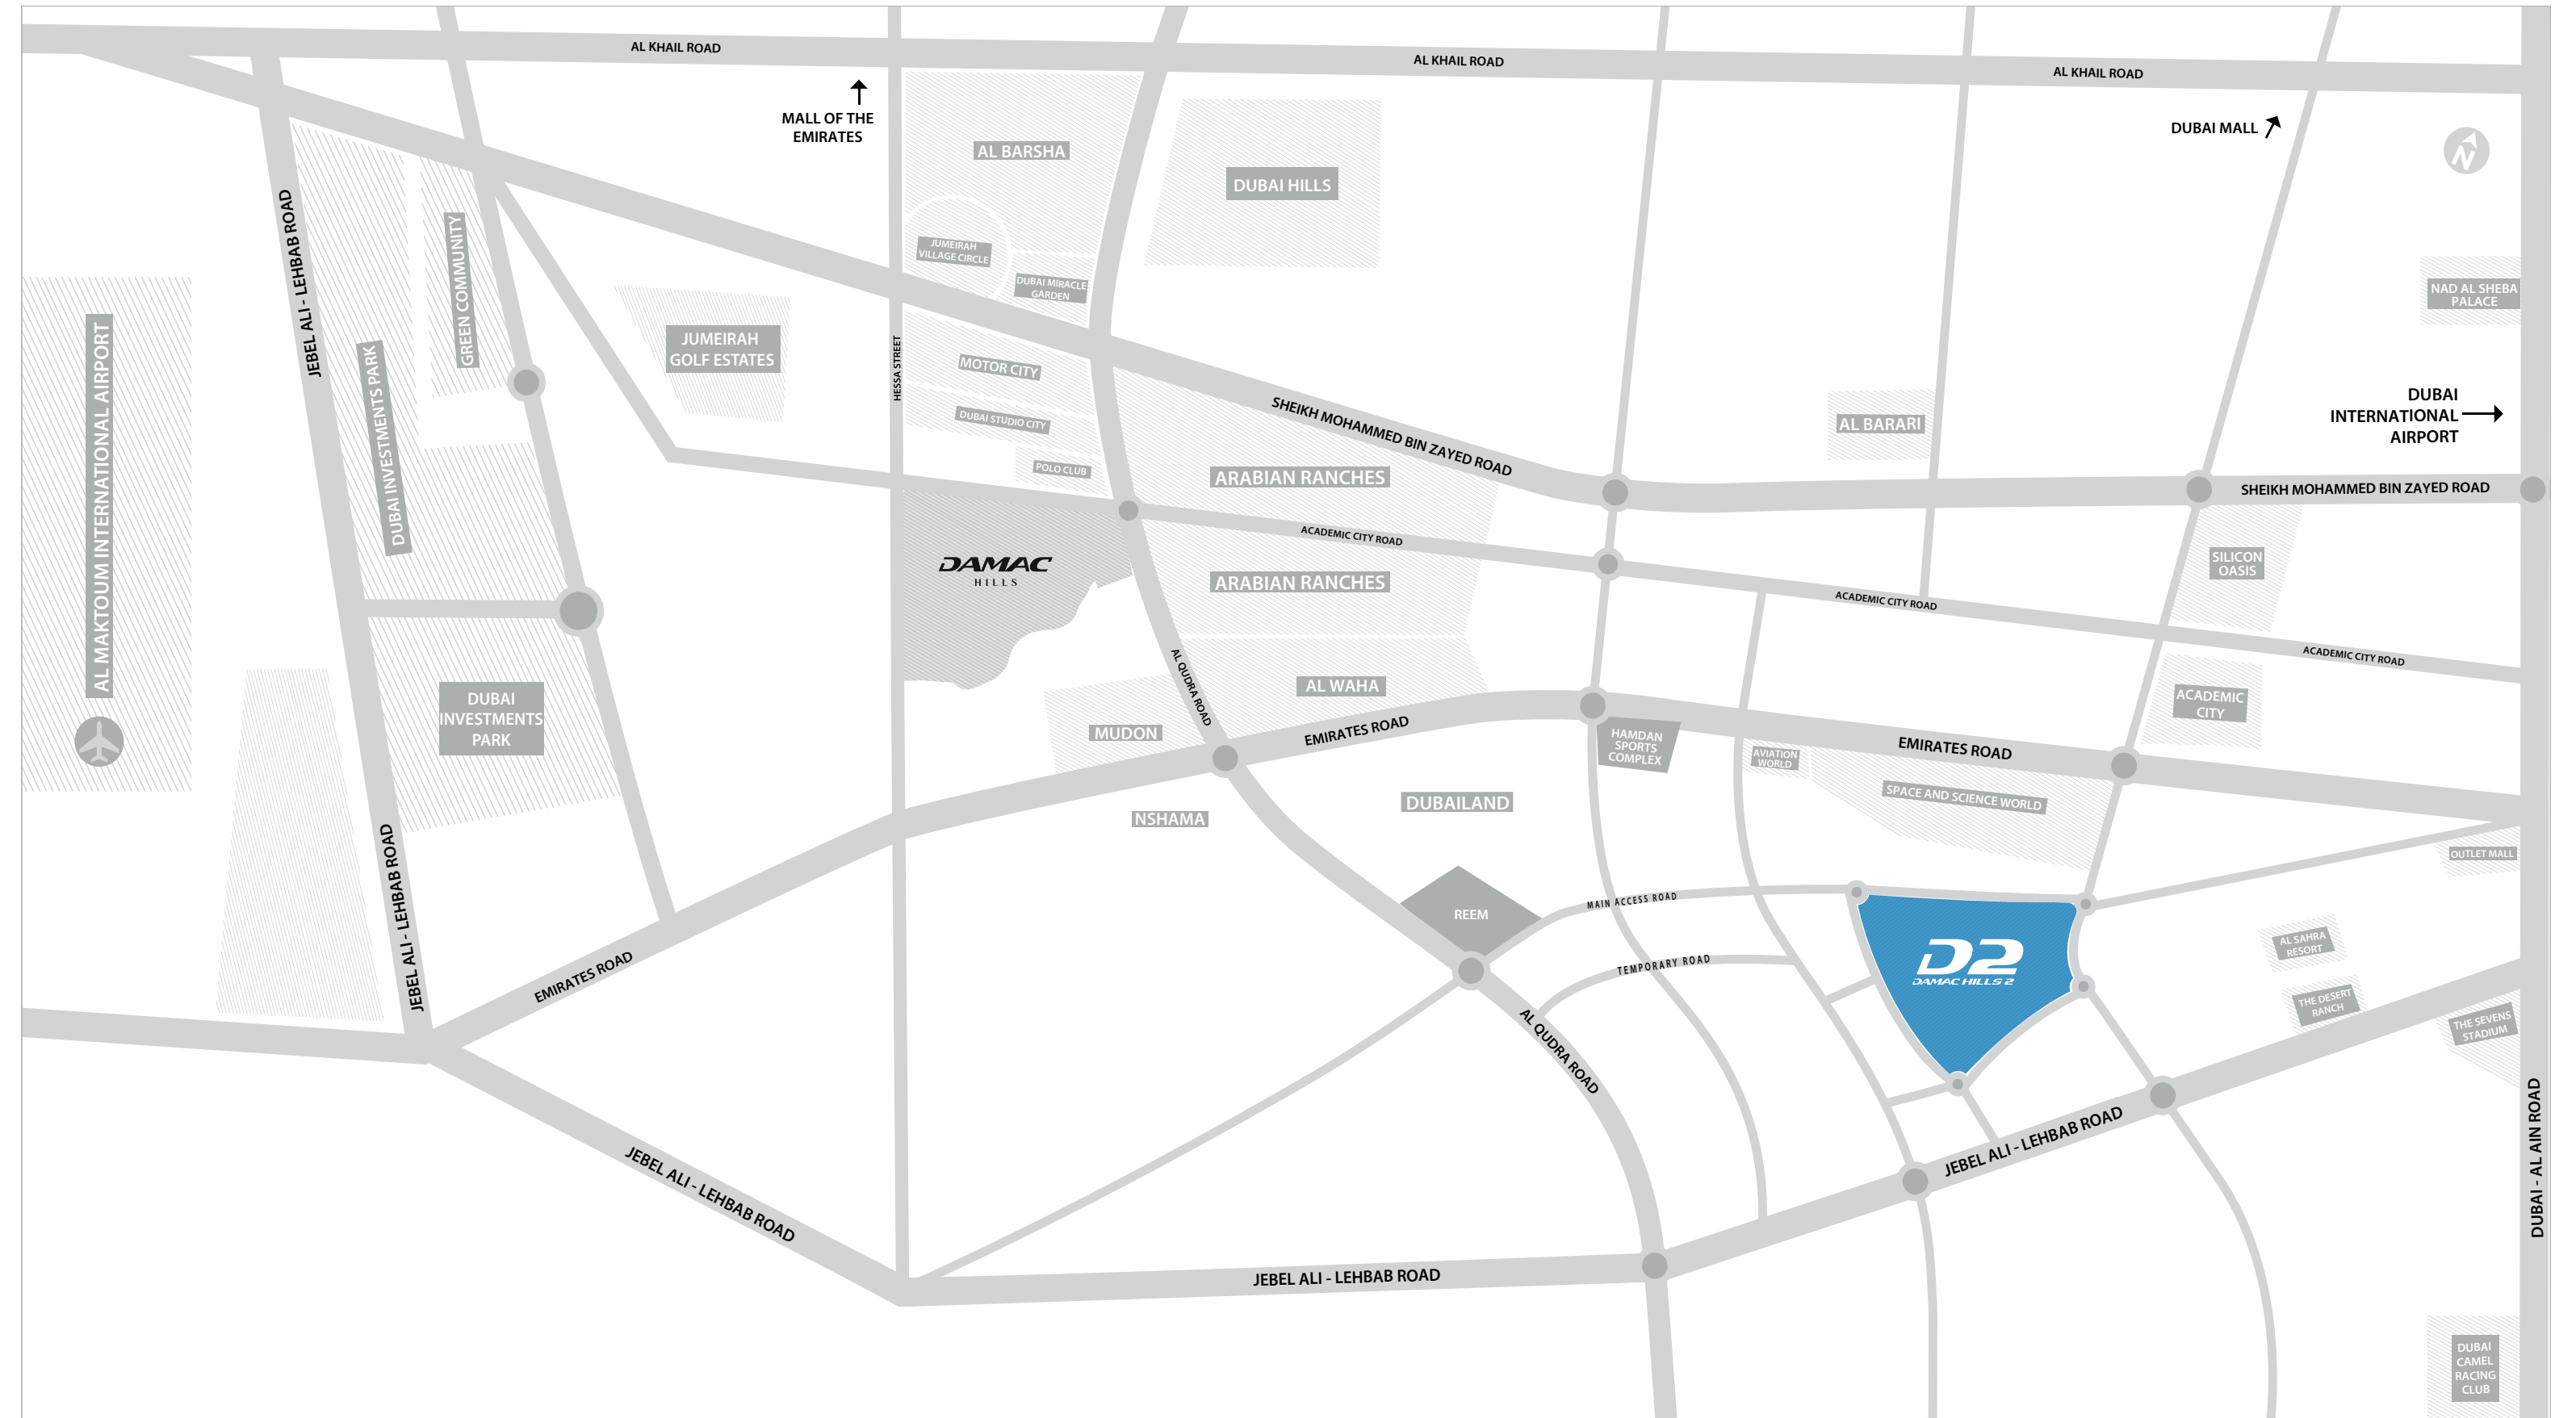 AL KHAIL ROAD
AL KHAIL ROAD
AL KHAIL ROAD
MALL OF THE
EMIRATES
DUBAI MALL
N
AL BARSHA
DUBAI HILLS
JEBEL ALI - LEHBAB ROAD
GREEN COMMUNITY
JUMEIRAH
VILLAGE CIRCLE
DUBAI MIRACLE
GARDEN
NAD AL SHEBA
PALACE
AL MAKTOUM INTERNATIONAL AIRPORT
DUBAI INVESTMENTS PARK
JUMEIRAH
GOLF ESTATES
HESSA STREET
MOTOR CITY
DUBAI STUDIO CITY
POLO CLUB
SHEIKH MOHAMMED BIN ZAYED ROAD
AL BARARI
DUBAI
INTERNATIONAL
AIRPORT
ARABIAN RANCHES
SHEIKH MOHAMMED BIN ZAYED ROAD
ACADEMIC CITY ROAD
DAMAC
HILLS
ARABIAN RANCHES
SILICON
OASIS
ACADEMIC CITY ROAD
ACADEMIC CITY ROAD
AL QUDRA ROAD
AL WAHA
DUBAI
INVESTMENTS
PARK
ACADEMIC
CITY
MUDON
EMIRATES ROAD
HAMDAN
SPORTS
COMPLEX
AVIATION
WORLD
EMIRATES ROAD
SPACE AND SCIENCE WORLD
NSHAMA
DUBAILAND
OUTLET MALL
JEBEL ALI - LEHBAB ROAD
REEM
MAIN ACCESS ROAD
TEMPORARY ROAD
D2
DAMAC HILLS 2
AL SAHRA
RESORT
THE DESERT
RANCH
THE SEVENS
STADIUM
EMIRATES ROAD
AL QUDRA ROAD
JEBEL ALI - LEHBAB ROAD
JEBEL ALI - LEHBAB ROAD
JEBEL ALI - LEHBAB ROAD
DUBAI - AL AIN ROAD
DUBAI
CAMEL
RACING
CLUB